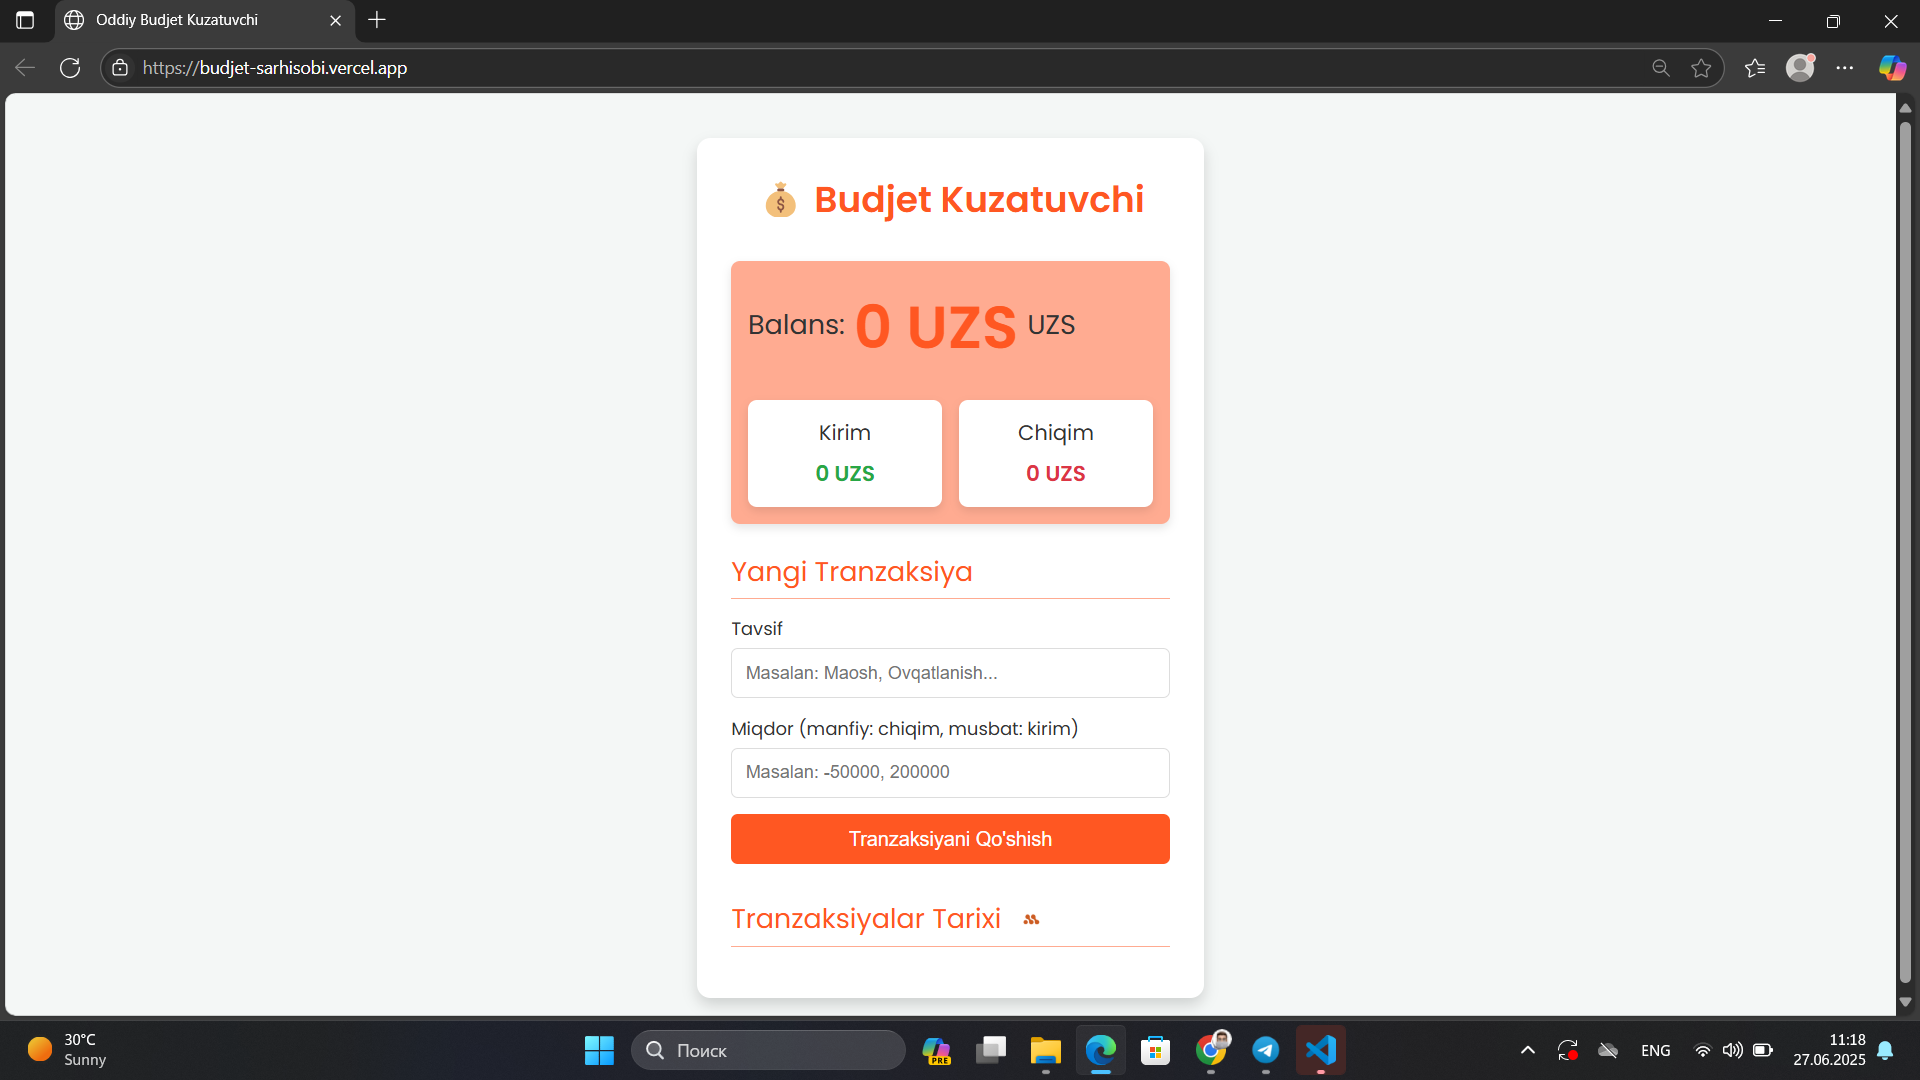 Oddiy Budjet Kuzatuvchi
https://budjet-sarhisobi.vercel.app
Budjet Kuzatuvchi
Balans: 0 UZS UZS
Kirim
0 UZS
Chiqim
0 UZS
Yangi Tranzaksiya
Tavsif
Masalan: Maosh, Ovqatlanish...
Miqdor (manfiy: chiqim, musbat: kirim)
Masalan: -50000, 200000
Tranzaksiyani Qo'shish
Tranzaksiyalar Tarixi
30°C
Sunny
Поиск
PRE
ENG
11:18
27.06.2025